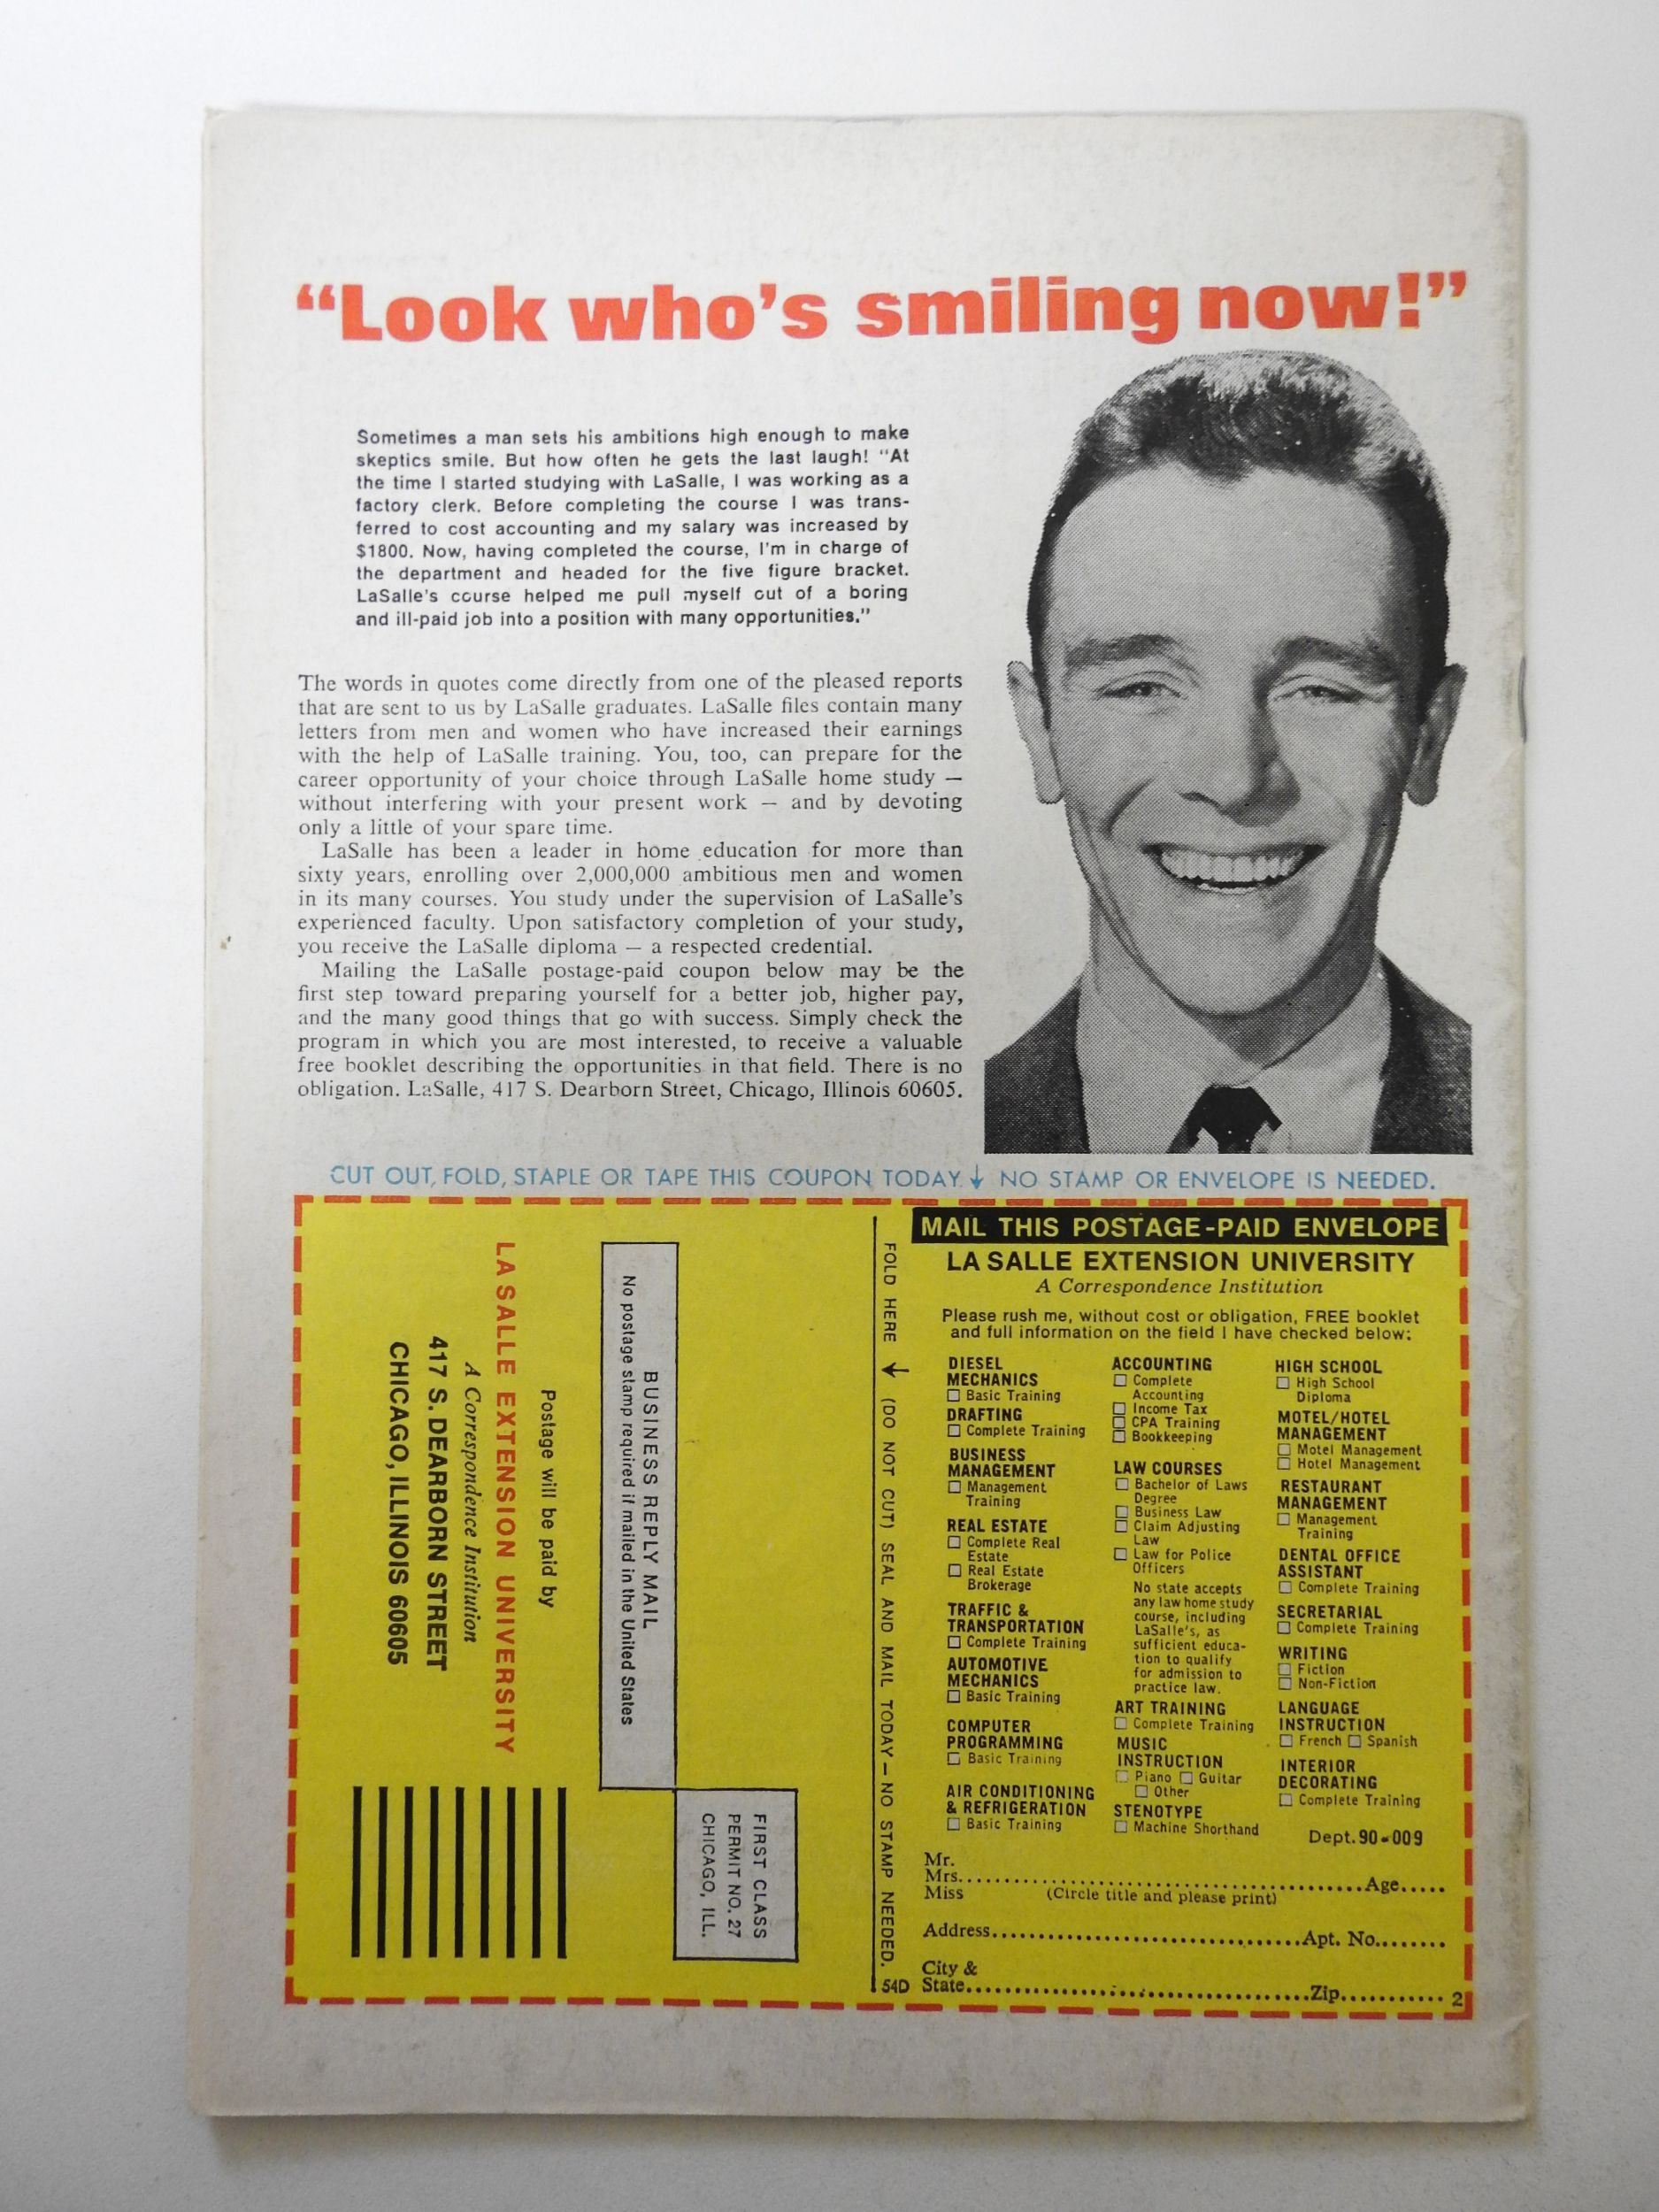 “Look who’s smiling now!”
Sometimes a man sets his ambitions high enough to make
skeptics smile. But how often he gets the last laugh! “At
the time I started studying with LaSalle, I was working as a
factory clerk. Before completing the course I was trans-
ferred to cost accounting and my salary was increased by
$1800. Now, having completed the course, I'm in charge of
the department and headed for the five figure bracket.
LaSalle's course helped me pull myself out of a boring
and ill-paid job into a position with many opportunities."
The words in quotes come directly from one of the pleased reports
that are sent to us by LaSalle graduates. LaSalle files contain many
letters from men and women who have increased their earnings
with the help of LaSalle training. You, too, can prepare for the
career opportunity of your choice through LaSalle home study —
without interfering with your present work — and by devoting
only a little of your spare time.
LaSalle has been a leader in home education for more than
sixty years, enrolling over 2,000,000 ambitious men and women
in its many courses. You study under the supervision of LaSalle's
experienced faculty. Upon satisfactory completion of your study,
you receive the LaSalle diploma — a respected credential.
Mailing the LaSalle postage-paid coupon below may be the
first step toward preparing yourself for a better job, higher pay,
and the many good things that go with success. Simply check the
program in which you are most interested, to receive a valuable
free booklet describing the opportunities in that field. There is no
obligation. LaSalle, 417 S. Dearborn Street, Chicago, Illinois 60605.
CUT OUT, FOLD, STAPLE OR TAPE THIS COUPON TODAY. ↓ NO STAMP OR ENVELOPE IS NEEDED.
FIRST CLASS
PERMIT NO. 27
CHICAGO, ILL.
BUSINESS REPLY MAIL
No postage stamp required if mailed in the United States
Postage will be paid by
LA SALLE EXTENSION UNIVERSITY
A Correspondence Institution
417 S. DEARBORN STREET
CHICAGO, ILLINOIS 60605
FOLD HERE ↓ (DO NOT CUT) SEAL AND MAIL TODAY — NO STAMP NEEDED.
54D
MAIL THIS POSTAGE-PAID ENVELOPE
LA SALLE EXTENSION UNIVERSITY
A Correspondence Institution
Please rush me, without cost or obligation, FREE booklet
and full information on the field I have checked below:
DIESEL
MECHANICS
☐ Basic Training
DRAFTING
☐ Complete Training
BUSINESS
MANAGEMENT
☐ Management
Training
REAL ESTATE
☐ Complete Real
Estate
☐ Real Estate
Brokerage
TRAFFIC &
TRANSPORTATION
☐ Complete Training
AUTOMOTIVE
MECHANICS
☐ Basic Training
COMPUTER
PROGRAMMING
☐ Basic Training
AIR CONDITIONING
& REFRIGERATION
☐ Basic Training
ACCOUNTING
☐ Complete
Accounting
☐ Income Tax
☐ CPA Training
☐ Bookkeeping
LAW COURSES
☐ Bachelor of Laws
Degree
☐ Business Law
☐ Claim Adjusting
Law
☐ Law for Police
Officers
No state accepts
any law home study
course, including
LaSalle's, as
sufficient educa-
tion to qualify
for admission to
practice law.
ART TRAINING
☐ Complete Training
MUSIC
INSTRUCTION
☐ Piano ☐ Guitar
☐ Other
STENOTYPE
☐ Machine Shorthand
HIGH SCHOOL
☐ High School
Diploma
MOTEL/HOTEL
MANAGEMENT
☐ Motel Management
☐ Hotel Management
RESTAURANT
MANAGEMENT
☐ Management
Training
DENTAL OFFICE
ASSISTANT
☐ Complete Training
SECRETARIAL
☐ Complete Training
WRITING
☐ Fiction
☐ Non-Fiction
LANGUAGE
INSTRUCTION
☐ French ☐ Spanish
INTERIOR
DECORATING
☐ Complete Training
Dept. 90-009
Mr.
Mrs.........................................Age.....
Miss (Circle title and please print)
Address.................................Apt. No........
City &
State.....................................Zip........... 2